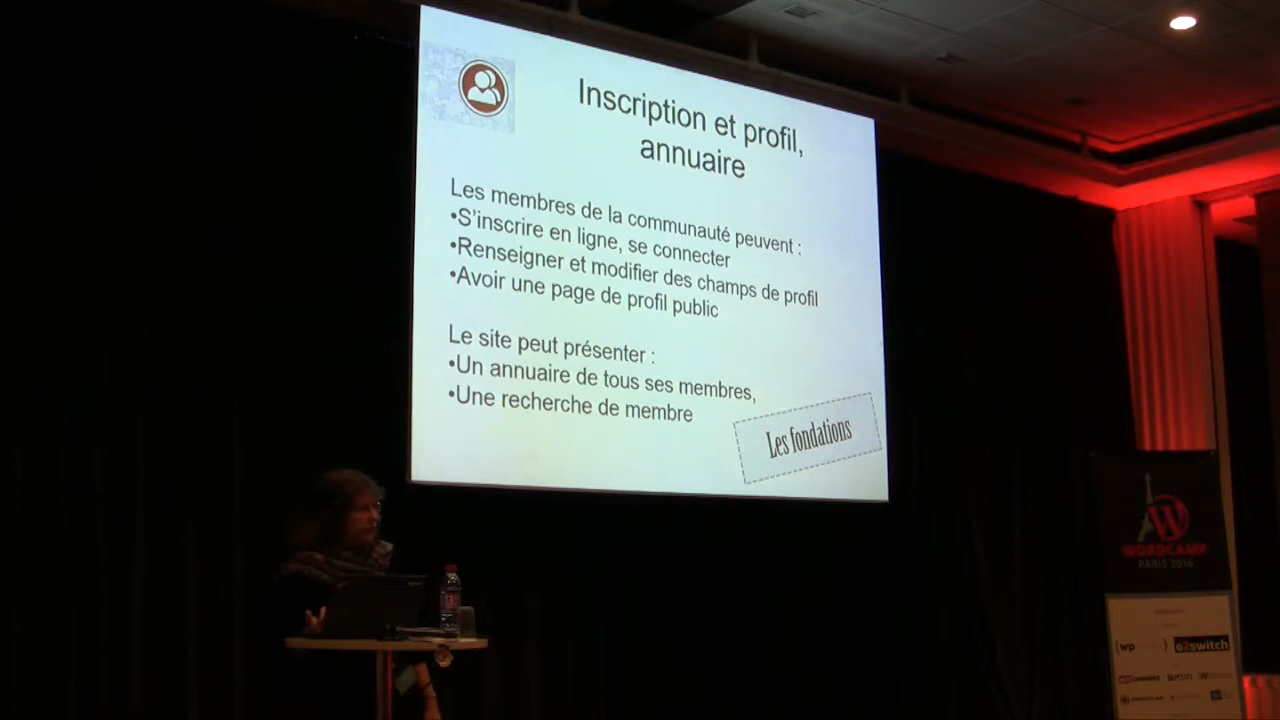 Inscription et profil,
annuaire
Les membres de la communauté peuvent :
•S'inscrire en ligne, se connecter
•Renseigner et modifier des champs de profil
•Avoir une page de profil public
Le site peut présenter :
•Un annuaire de tous ses membres,
•Une recherche de membre
Les fondations
WORDCAMP
PARIS 2016
(wp }
o2switch